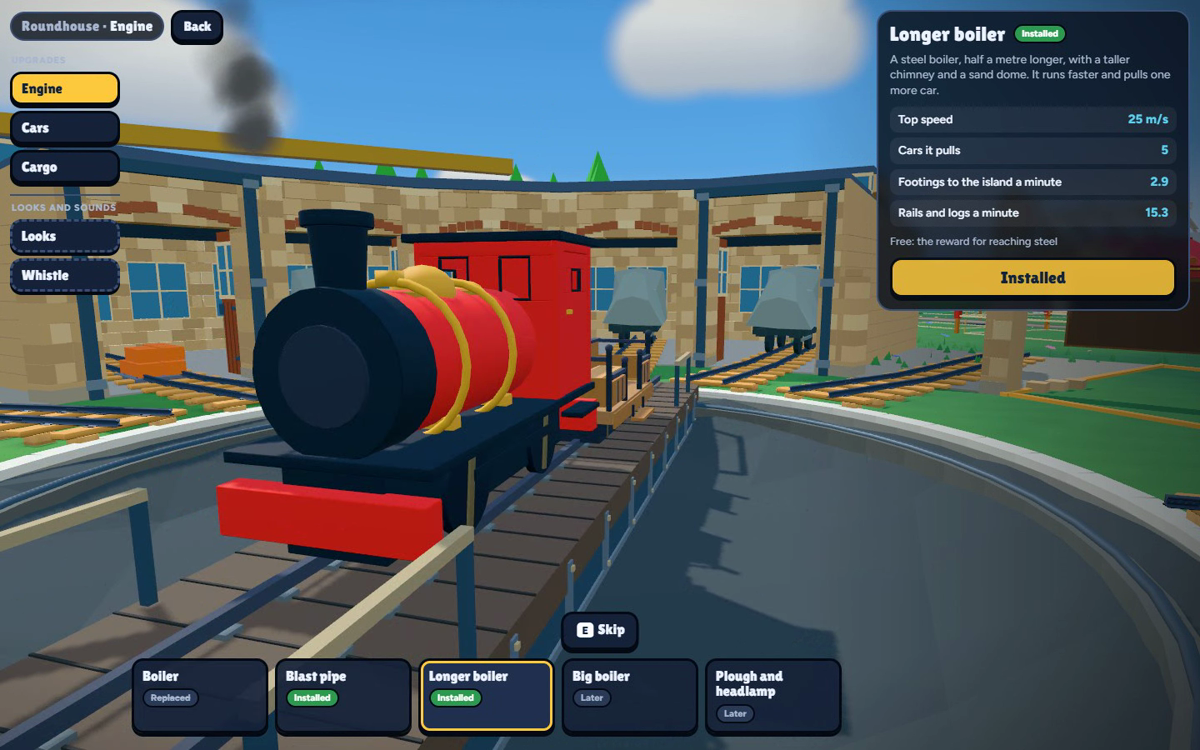 Roundhouse · Engine
Back
UPGRADES
Engine
Cars
Cargo
LOOKS AND SOUNDS
Looks
Whistle
Longer boiler
Installed
A steel boiler, half a metre longer, with a taller
chimney and a sand dome. It runs faster and pulls one
more car.
Top speed 25 m/s
Cars it pulls 5
Footings to the island a minute 2.9
Rails and logs a minute 15.3
Free: the reward for reaching steel
Installed
E Skip
Boiler
Replaced
Blast pipe
Installed
Longer boiler
Installed
Big boiler
Later
Plough and
headlamp
Later